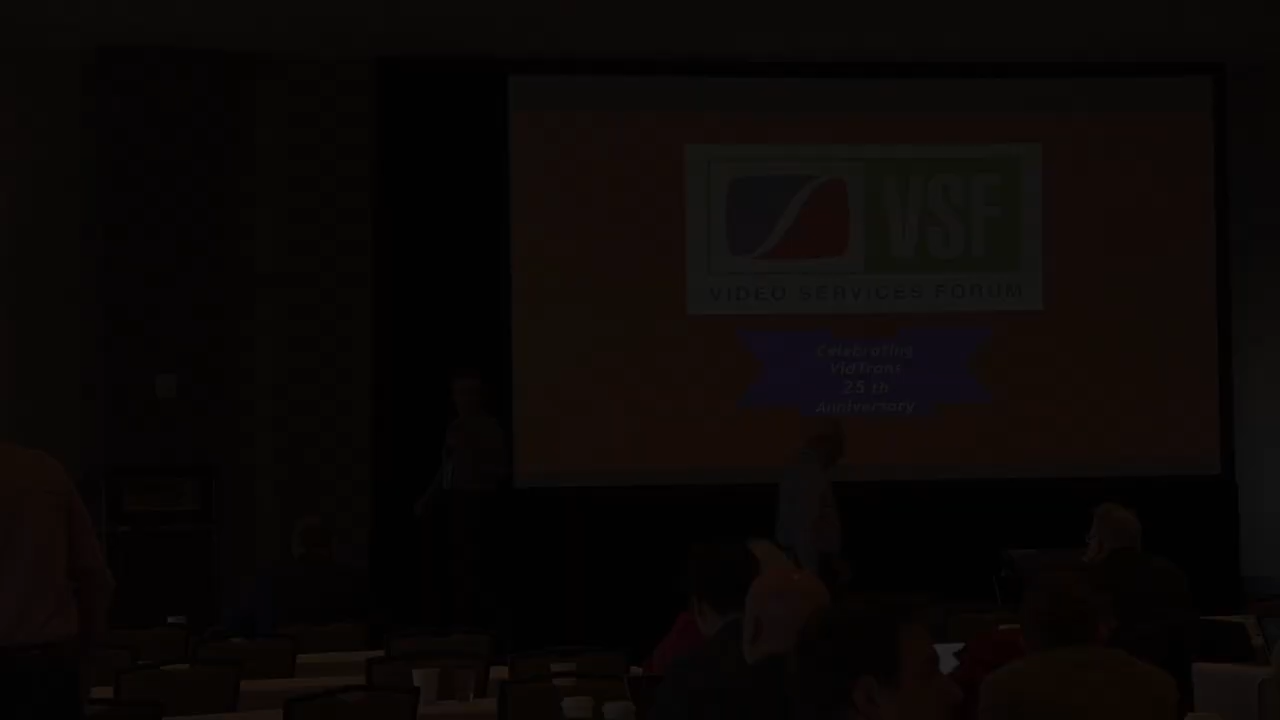 VSF
VIDEO SERVICES FORUM
Celebrating
VidTrans
25 th
Anniversary